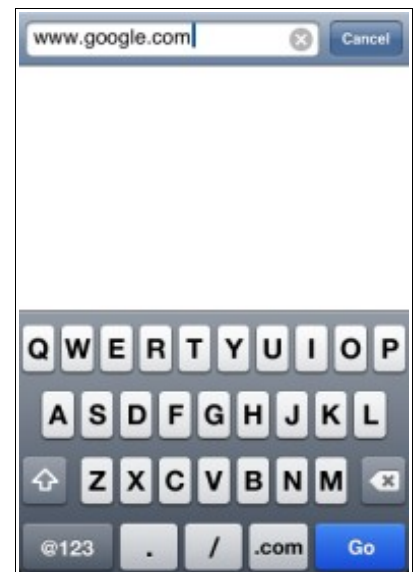 www.google.com Cancel
Q W E R T Y U I O P
A S D F G H J K L
Z X C V B N M
@123 . / .com Go